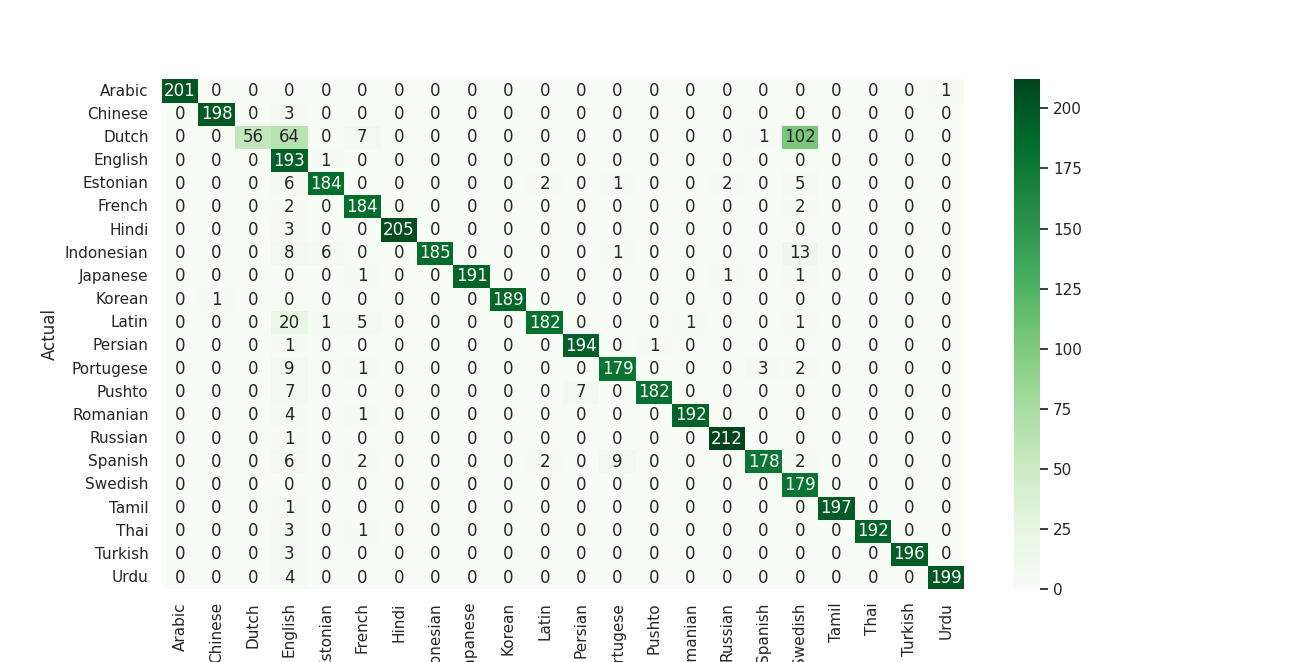 Arabic 201 0 0 0 0 0 0 0 0 0 0 0 0 0 0 0 0 0 0 0 0 1
Chinese 0 198 0 3 0 0 0 0 0 0 0 0 0 0 0 0 0 0 0 0 0 0
Dutch 0 0 56 64 0 7 0 0 0 0 0 0 0 0 0 0 1 102 0 0 0 0
English 0 0 0 193 1 0 0 0 0 0 0 0 0 0 0 0 0 0 0 0 0 0
Estonian 0 0 0 6 184 0 0 0 0 0 2 0 1 0 0 2 0 5 0 0 0 0
French 0 0 0 2 0 184 0 0 0 0 0 0 0 0 0 0 0 2 0 0 0 0
Hindi 0 0 0 3 0 0 205 0 0 0 0 0 0 0 0 0 0 0 0 0 0 0
Indonesian 0 0 0 8 6 0 0 185 0 0 0 0 1 0 0 0 0 13 0 0 0 0
Japanese 0 0 0 0 0 1 0 0 191 0 0 0 0 0 0 1 0 1 0 0 0 0
Korean 0 1 0 0 0 0 0 0 0 189 0 0 0 0 0 0 0 0 0 0 0 0
Latin 0 0 0 20 1 5 0 0 0 0 182 0 0 0 1 0 0 1 0 0 0 0
Persian 0 0 0 1 0 0 0 0 0 0 0 194 0 1 0 0 0 0 0 0 0 0
Portugese 0 0 0 9 0 1 0 0 0 0 0 0 179 0 0 0 3 2 0 0 0 0
Pushto 0 0 0 7 0 0 0 0 0 0 0 7 0 182 0 0 0 0 0 0 0 0
Romanian 0 0 0 4 0 1 0 0 0 0 0 0 0 0 192 0 0 0 0 0 0 0
Russian 0 0 0 1 0 0 0 0 0 0 0 0 0 0 0 212 0 0 0 0 0 0
Spanish 0 0 0 6 0 2 0 0 0 0 2 0 9 0 0 0 178 2 0 0 0 0
Swedish 0 0 0 0 0 0 0 0 0 0 0 0 0 0 0 0 0 179 0 0 0 0
Tamil 0 0 0 1 0 0 0 0 0 0 0 0 0 0 0 0 0 0 197 0 0 0
Thai 0 0 0 3 0 1 0 0 0 0 0 0 0 0 0 0 0 0 0 192 0 0
Turkish 0 0 0 3 0 0 0 0 0 0 0 0 0 0 0 0 0 0 0 0 196 0
Urdu 0 0 0 4 0 0 0 0 0 0 0 0 0 0 0 0 0 0 0 0 0 199
Actual
Arabic
Chinese
Dutch
English
stonian
French
Hindi
onesian
apanese
Korean
Latin
Persian
rtugese
Pushto
manian
Russian
Spanish
Swedish
Tamil
Thai
Turkish
Urdu
200
175
150
125
100
75
50
25
0